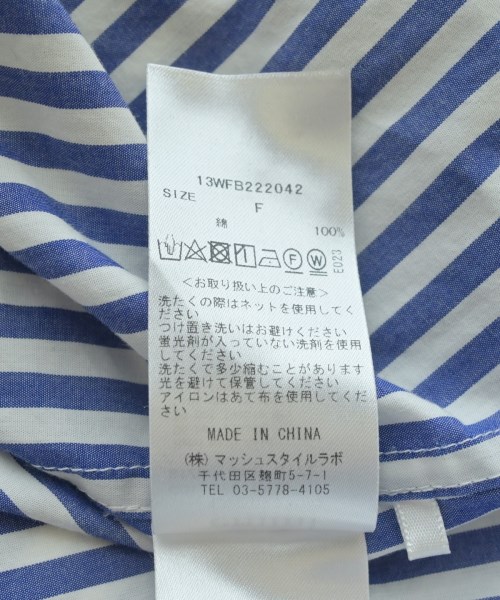 13WFB222042
SIZE F
綿 100%
F W E023
<お取り扱い上のご注意>
洗たくの際はネットを使用してく
ださい
つけ置き洗いはお避けください
蛍光剤が入っていない洗剤を使用
してください
洗たくで多少縮むことがあります
光を避けて保管してください
アイロンはあて布を使用してくだ
さい
MADE IN CHINA
(株) マッシュスタイルラボ
千代田区麹町5-7-1
TEL 03-5778-4105